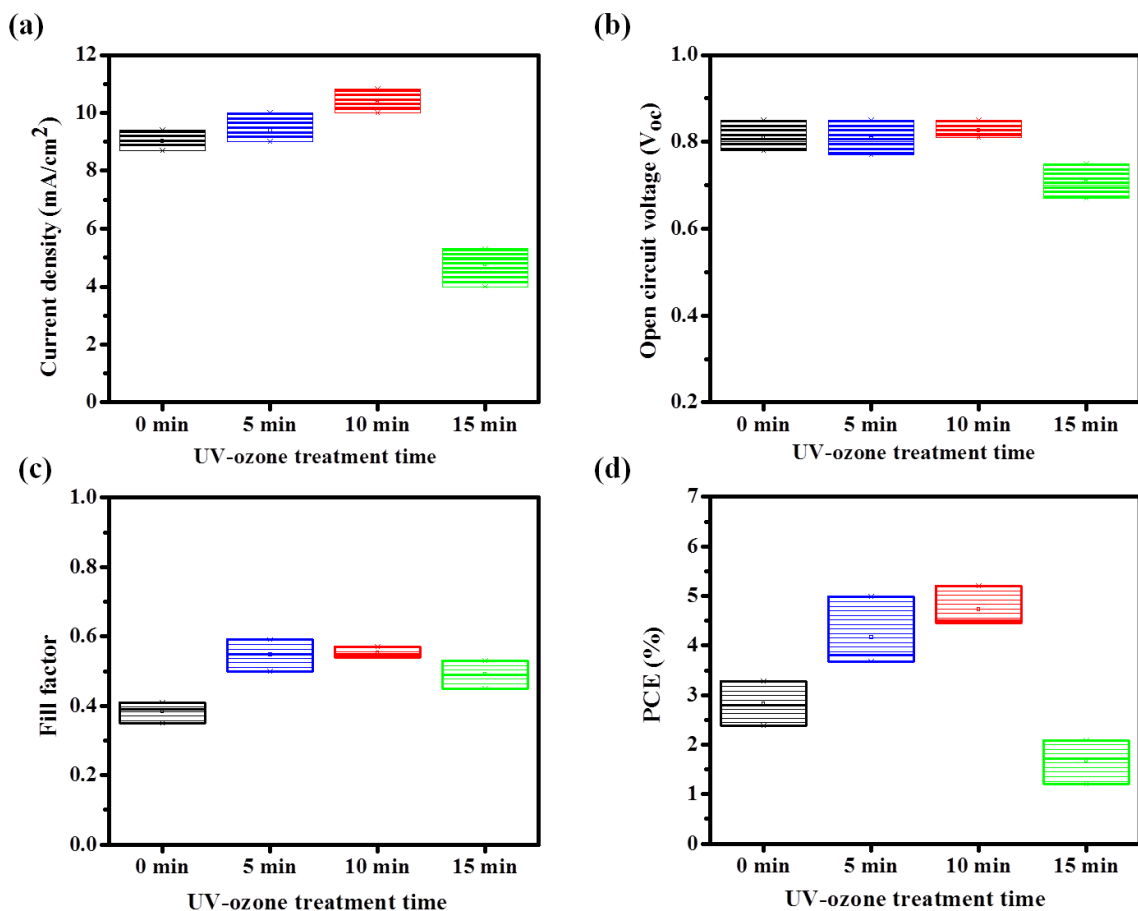 (a)
12
10
8
6
4
2
0
Current density (mA/cm²)
0 min 5 min 10 min 15 min
UV-ozone treatment time
(b)
1.0
0.8
0.6
0.4
0.2
Open circuit voltage (Voc)
0 min 5 min 10 min 15 min
UV-ozone treatment time
(c)
1.0
0.8
0.6
0.4
0.2
0.0
Fill factor
0 min 5 min 10 min 15 min
UV-ozone treatment time
(d)
7
6
5
4
3
2
1
0
PCE (%)
0 min 5 min 10 min 15 min
UV-ozone treatment time